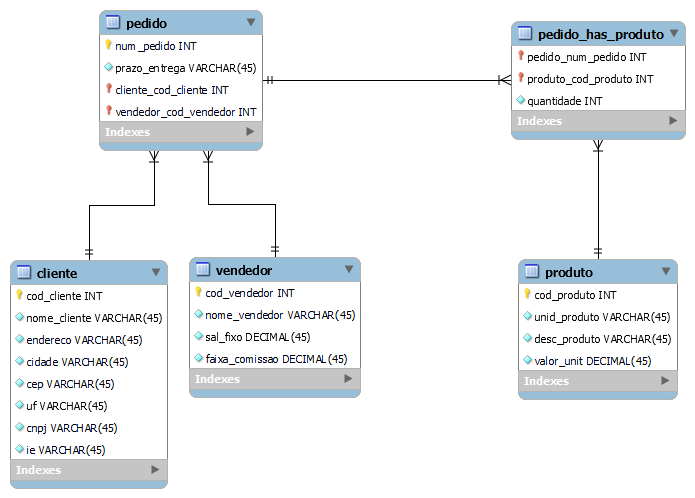 pedido
num_pedido INT
prazo_entrega VARCHAR(45)
cliente_cod_cliente INT
vendedor_cod_vendedor INT
Indexes
pedido_has_produto
pedido_num_pedido INT
produto_cod_produto INT
quantidade INT
Indexes
cliente
cod_cliente INT
nome_cliente VARCHAR(45)
endereco VARCHAR(45)
cidade VARCHAR(45)
cep VARCHAR(45)
uf VARCHAR(45)
cnpj VARCHAR(45)
ie VARCHAR(45)
Indexes
vendedor
cod_vendedor INT
nome_vendedor VARCHAR(45)
sal_fixo DECIMAL(45)
faixa_comissao DECIMAL(45)
Indexes
produto
cod_produto INT
unid_produto VARCHAR(45)
desc_produto VARCHAR(45)
valor_unit DECIMAL(45)
Indexes